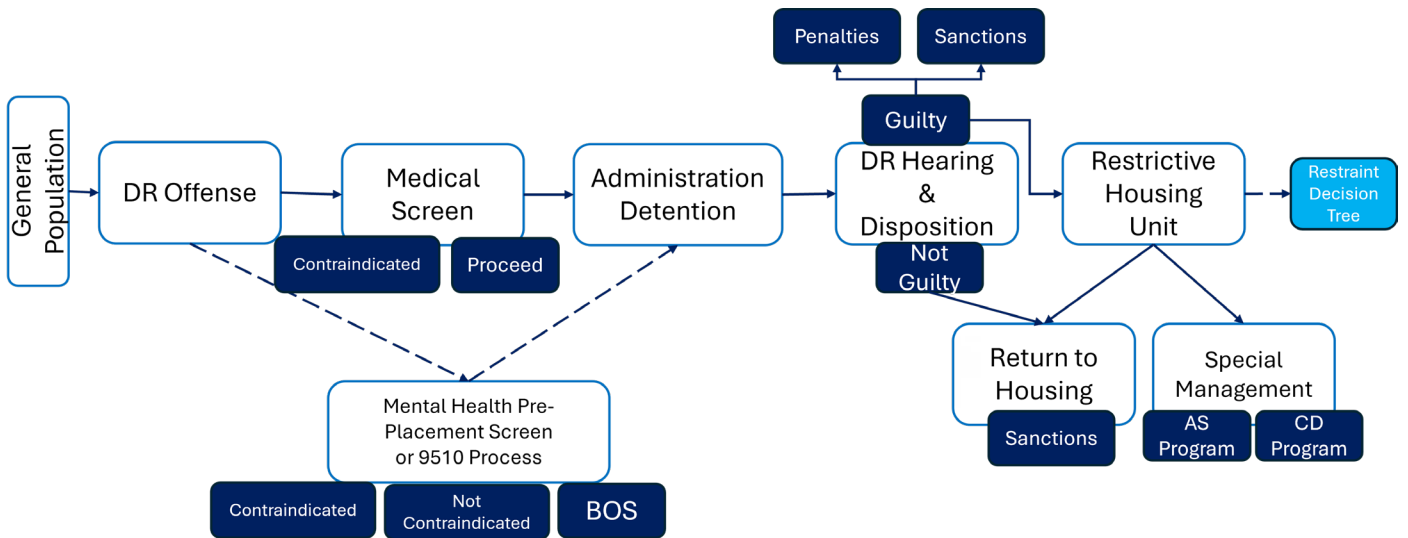 Penalties
Sanctions
General
Population
DR Offense
Medical
Screen
Contraindicated
Proceed
Administration
Detention
Guilty
DR Hearing
&
Disposition
Not
Guilty
Restrictive
Housing
Unit
Restraint
Decision
Tree
Mental Health Pre-
Placement Screen
or 9510 Process
Contraindicated
Not
Contraindicated
BOS
Return to
Housing
Sanctions
Special
Management
AS
Program
CD
Program